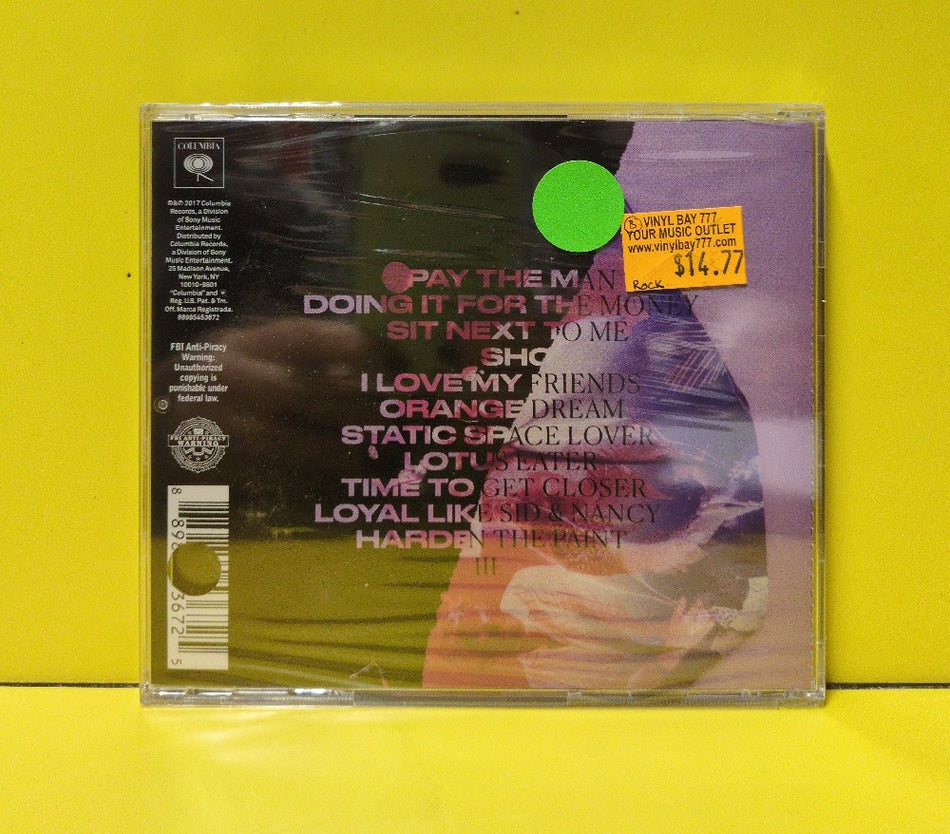 COLUMBIA
©&℗ 2017 Columbia
Records, a Division
of Sony Music
Entertainment.
Distributed by
Columbia Records,
a Division of Sony
Music Entertainment.
25 Madison Avenue,
New York, NY
10010-8601
"Columbia" and
Reg. U.S. Pat. & Tm.
Off. Marca Registrada.
88985453672
FBI Anti-Piracy
Warning:
Unauthorized
copying is
punishable under
federal law.
FBI ANTI-PIRACY
WARNING
8
3672
5
VINYL BAY 777
YOUR MUSIC OUTLET
www.vinylbay777.com
$14.77
Rock
PAY THE MAN
DOING IT FOR THE MONEY
SIT NEXT TO ME
SHC
I LOVE MY FRIENDS
ORANGE DREAM
STATIC SPACE LOVER
LOTUS EATER
TIME TO GET CLOSER
LOYAL LIKE SID & NANCY
HARDEN THE PAINT
III